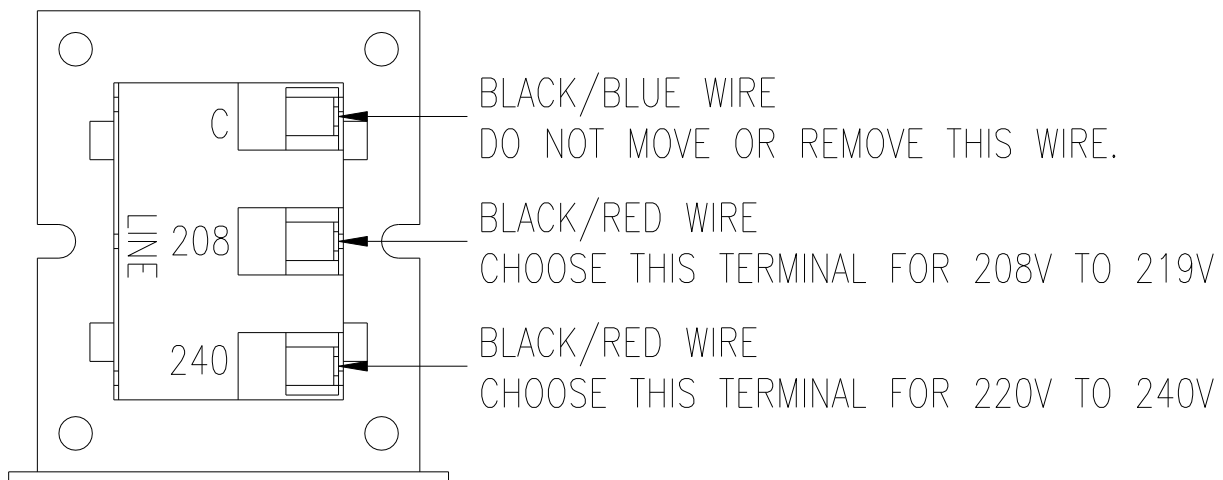 C
BLACK/BLUE WIRE
DO NOT MOVE OR REMOVE THIS WIRE.
LINE
208
BLACK/RED WIRE
CHOOSE THIS TERMINAL FOR 208V TO 219V
240
BLACK/RED WIRE
CHOOSE THIS TERMINAL FOR 220V TO 240V